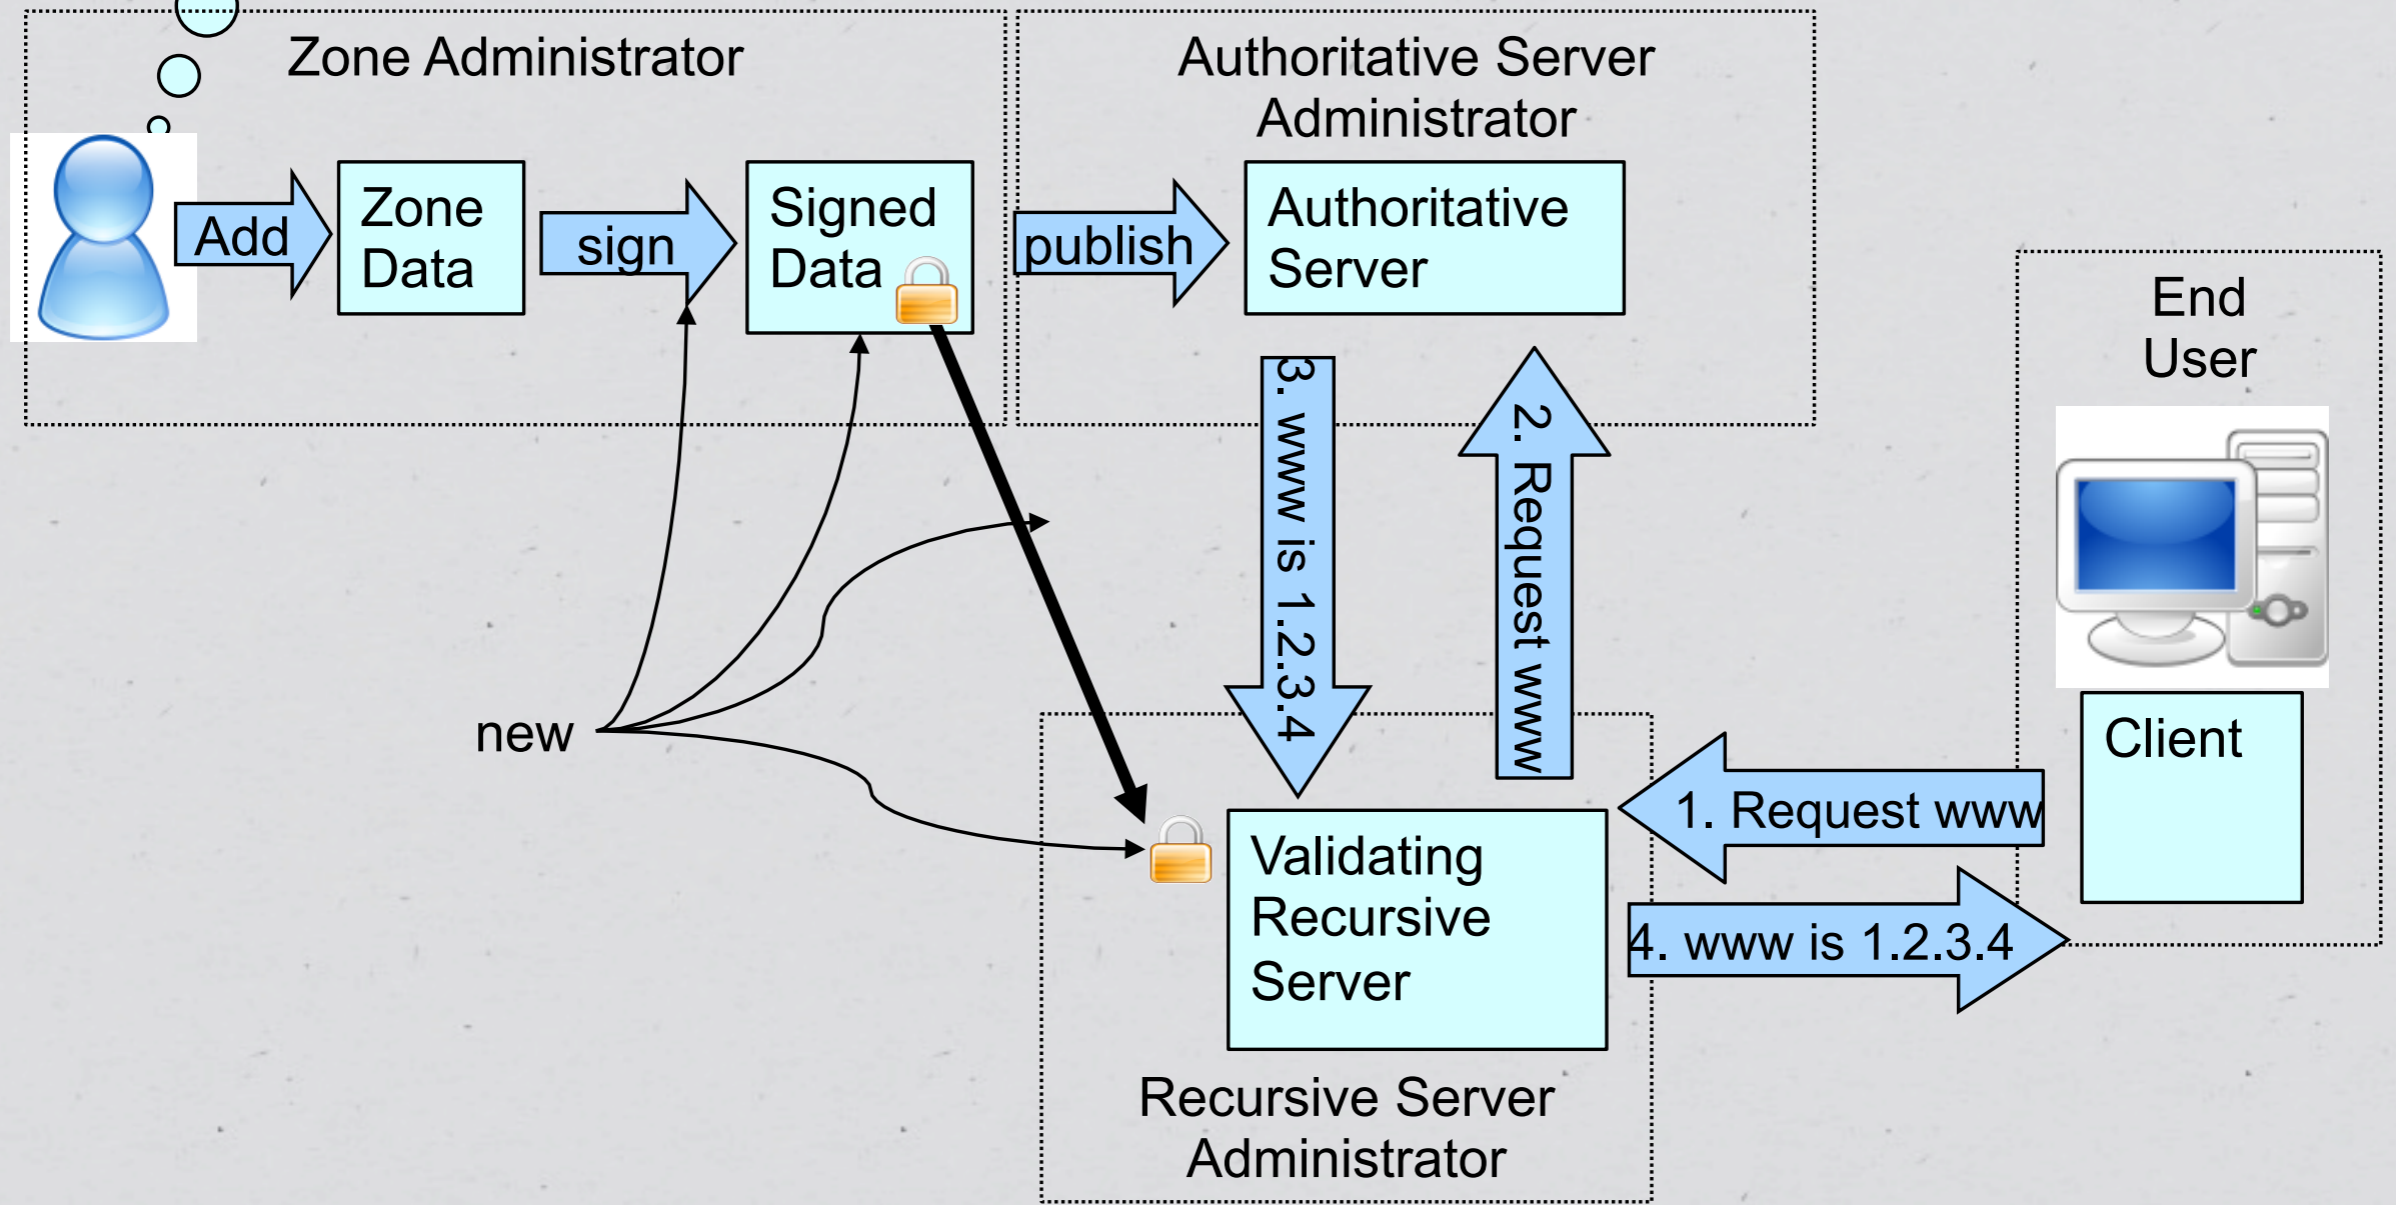 Zone Administrator
Authoritative Server
Administrator
Add
Zone
Data
sign
Signed
Data
publish
Authoritative
Server
End
User
3. www is 1.2.3.4
2. Request www
new
Client
1. Request www
Validating
Recursive
Server
4. www is 1.2.3.4
Recursive Server
Administrator